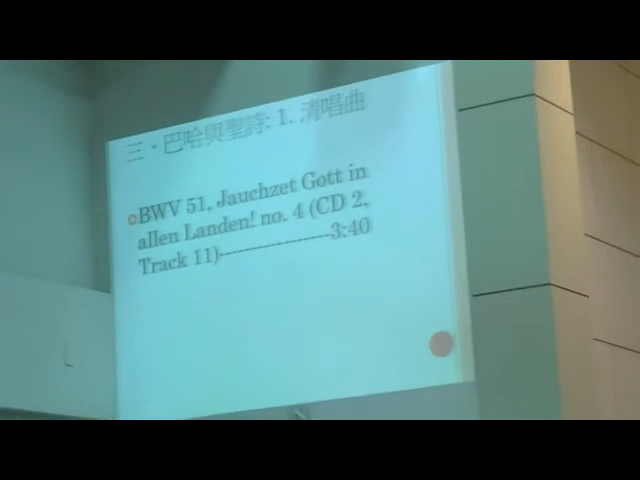 三、巴哈與聖詩: 1. 清唱曲
BWV 51, Jauchzet Gott in
allen Landen! no. 4 (CD 2,
Track 11)------------------3:40